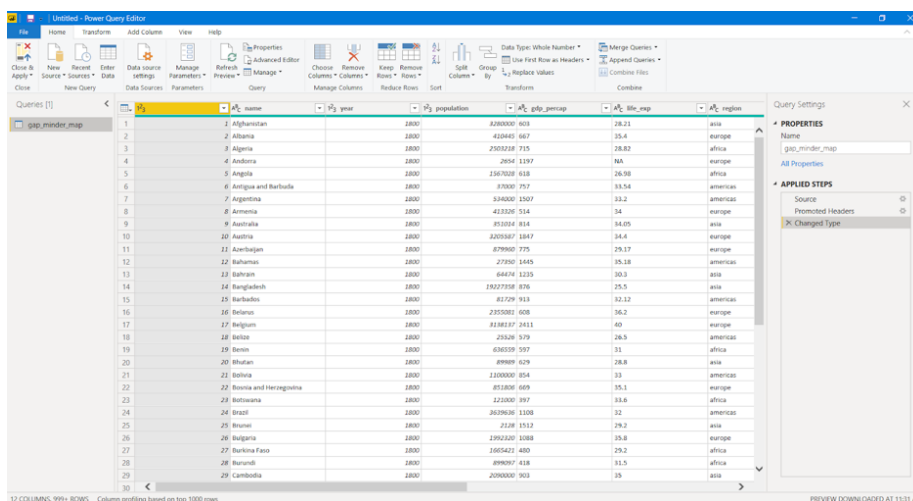 Untitled - Power Query Editor
File Home Transform Add Column View Help
Close & Apply
New Source
Recent Sources
Enter Data
Data source settings
Manage Parameters
Refresh Preview
Properties
Advanced Editor
Manage
Choose Columns
Remove Columns
Keep Rows
Remove Rows
Split Column
Group By
Data Type: Whole Number
Use First Row as Headers
Replace Values
Merge Queries
Append Queries
Combine Files
Close New Query Data Sources Parameters Query Manage Columns Reduce Rows Sort Transform Combine
Queries [1]
gap_minder_map
1²3 ABC name 1²3 year 1²3 population ABC gdp_percap ABC life_exp ABC region
1 1 Afghanistan 1800 3280000 603 28.21 asia
2 2 Albania 1800 410445 667 35.4 europe
3 3 Algeria 1800 2503218 715 28.82 africa
4 4 Andorra 1800 2654 1197 NA europe
5 5 Angola 1800 1567028 618 26.98 africa
6 6 Antigua and Barbuda 1800 37000 757 33.54 americas
7 7 Argentina 1800 534000 1507 33.2 americas
8 8 Armenia 1800 413326 514 34 europe
9 9 Australia 1800 351014 814 34.05 asia
10 10 Austria 1800 3205587 1847 34.4 europe
11 11 Azerbaijan 1800 879960 775 29.17 europe
12 12 Bahamas 1800 27350 1445 35.18 americas
13 13 Bahrain 1800 64474 1235 30.3 asia
14 14 Bangladesh 1800 19227358 876 25.5 asia
15 15 Barbados 1800 81729 913 32.12 americas
16 16 Belarus 1800 2355081 608 36.2 europe
17 17 Belgium 1800 3138137 2411 40 europe
18 18 Belize 1800 25526 579 26.5 americas
19 19 Benin 1800 636559 597 31 africa
20 20 Bhutan 1800 89989 629 28.8 asia
21 21 Bolivia 1800 1100000 854 33 americas
22 22 Bosnia and Herzegovina 1800 851806 669 35.1 europe
23 23 Botswana 1800 121000 397 33.6 africa
24 24 Brazil 1800 3639636 1108 32 americas
25 25 Brunei 1800 2128 1512 29.2 asia
26 26 Bulgaria 1800 1992320 1088 35.8 europe
27 27 Burkina Faso 1800 1665421 480 29.2 africa
28 28 Burundi 1800 899097 418 31.5 africa
29 29 Cambodia 1800 2090000 903 35 asia
30
Query Settings
PROPERTIES
Name
gap_minder_map
All Properties
APPLIED STEPS
Source
Promoted Headers
Changed Type
12 COLUMNS, 999+ ROWS Column profiling based on top 1000 rows
PREVIEW DOWNLOADED AT 11:31